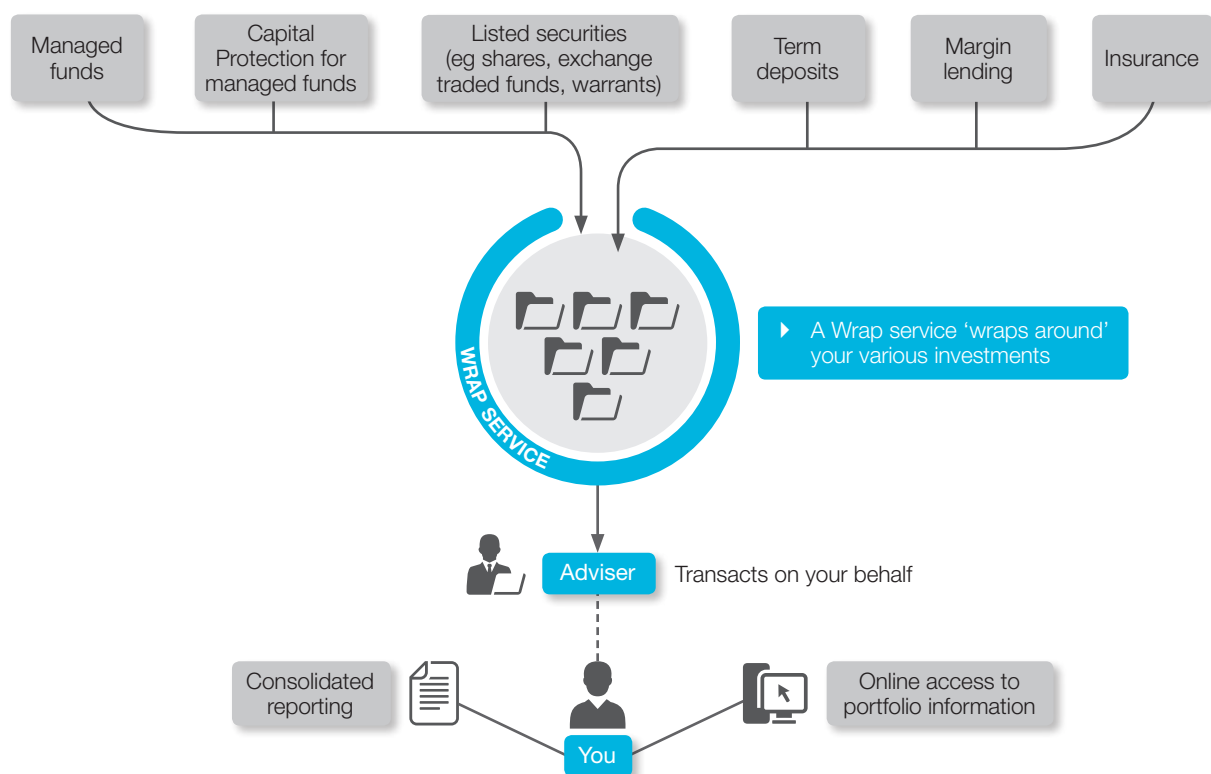 Managed
funds
Capital
Protection for
managed funds
Listed securities
(eg shares, exchange
traded funds, warrants)
Term
deposits
Margin
lending
Insurance
WRAP SERVICE
A Wrap service ‘wraps around’
your various investments
Adviser
Transacts on your behalf
Consolidated
reporting
Online access to
portfolio information
You